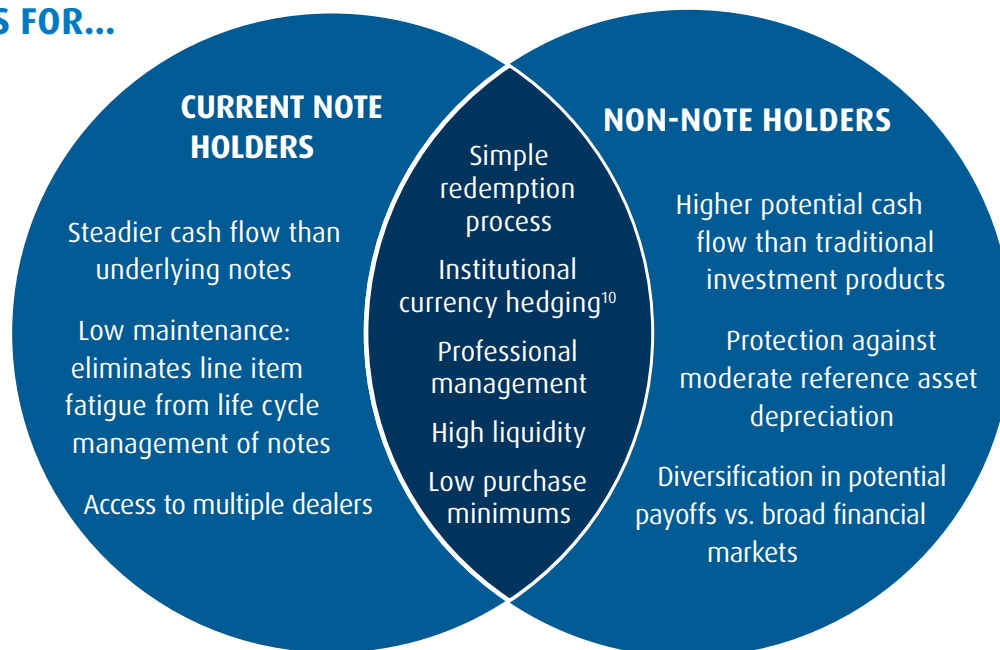 S FOR...
CURRENT NOTE
HOLDERS
Steadier cash flow than
underlying notes
Low maintenance:
eliminates line item
fatigue from life cycle
management of notes
Access to multiple dealers
Simple
redemption
process
Institutional
currency hedging¹⁰
Professional
management
High liquidity
Low purchase
minimums
NON-NOTE HOLDERS
Higher potential cash
flow than traditional
investment products
Protection against
moderate reference asset
depreciation
Diversification in potential
payoffs vs. broad financial
markets